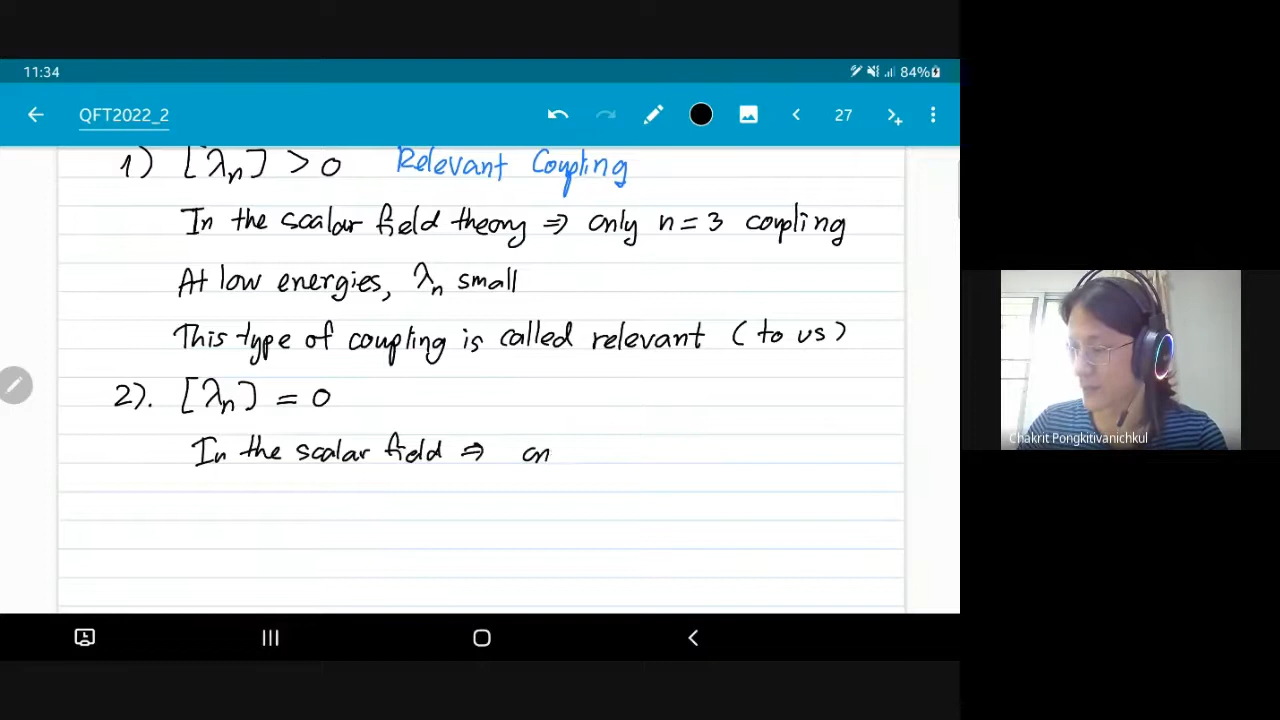 11:34
84%
QFT2022_2
27
1) [λₙ] > 0 Relevant Coupling
In the scalar field theory ⇒ only n = 3 coupling
At low energies, λₙ small
This type of coupling is called relevant (to us)
2). [λₙ] = 0
In the scalar field ⇒ on
Chakrit Pongkitivanichkul